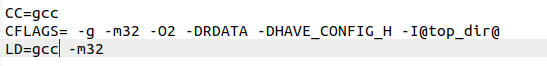 CC=gcc
CFLAGS= -g -m32 -O2 -DRDATA -DHAVE_CONFIG_H -I@top_dir@
LD=gcc -m32